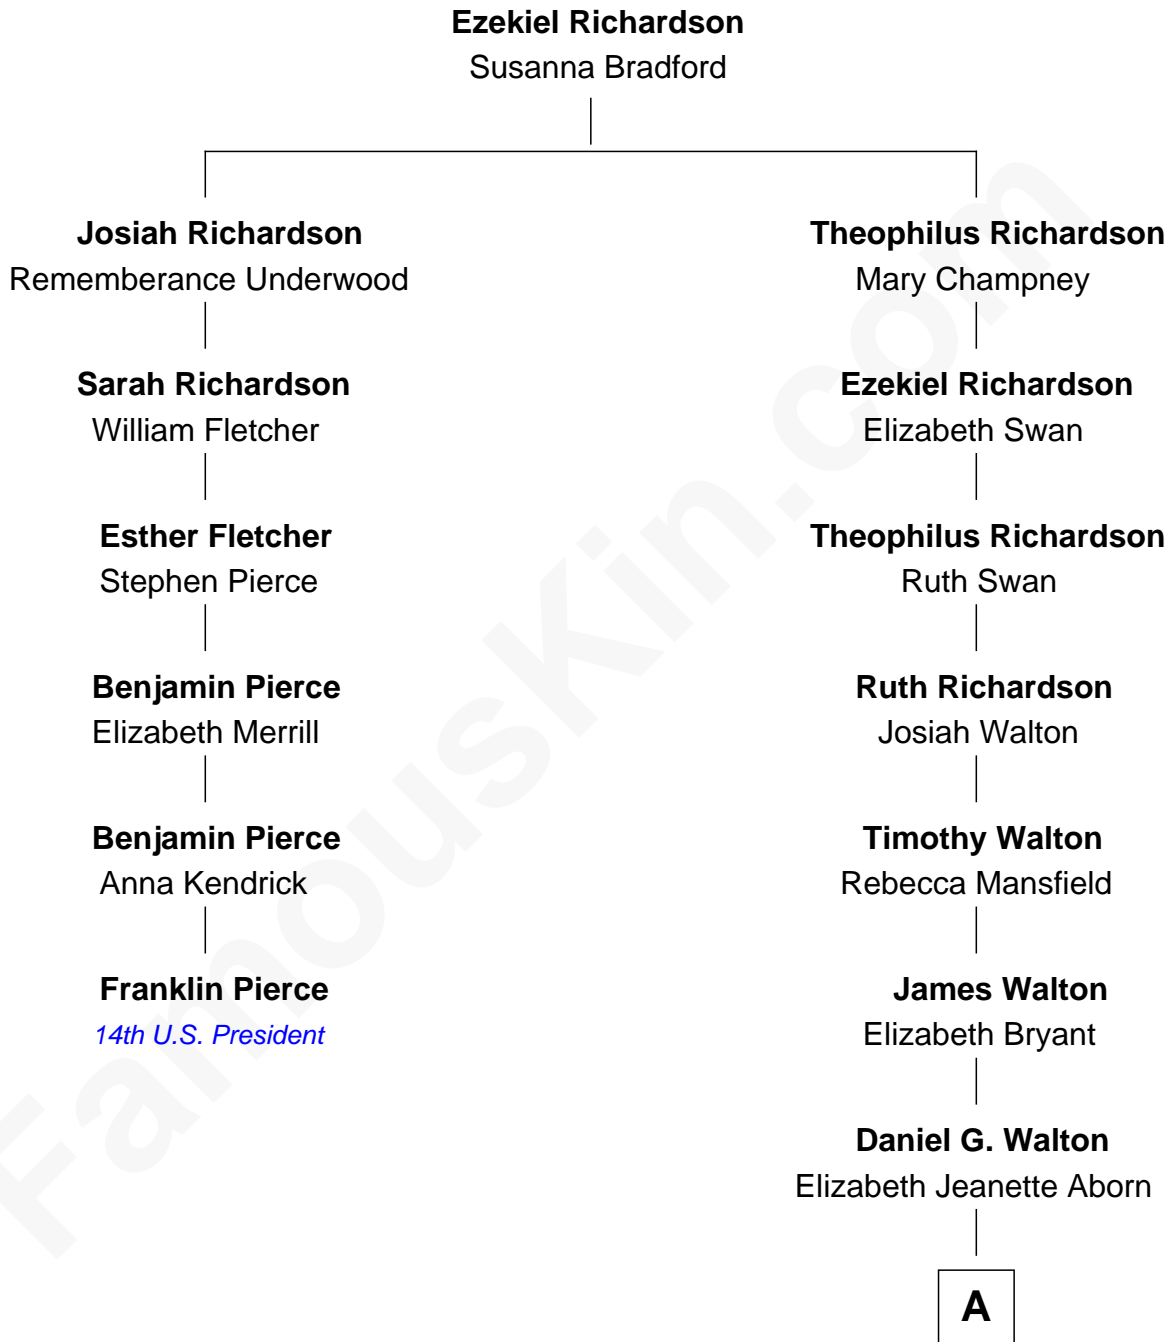 Ezekiel Richardson
Susanna Bradford
Josiah Richardson
Rememberance Underwood
Sarah Richardson
William Fletcher
Esther Fletcher
Stephen Pierce
Benjamin Pierce
Elizabeth Merrill
Benjamin Pierce
Anna Kendrick
Franklin Pierce
14th U.S. President
Theophilus Richardson
Mary Champney
Ezekiel Richardson
Elizabeth Swan
Theophilus Richardson
Ruth Swan
Ruth Richardson
Josiah Walton
Timothy Walton
Rebecca Mansfield
James Walton
Elizabeth Bryant
Daniel G. Walton
Elizabeth Jeanette Aborn
A
FamousKin.com